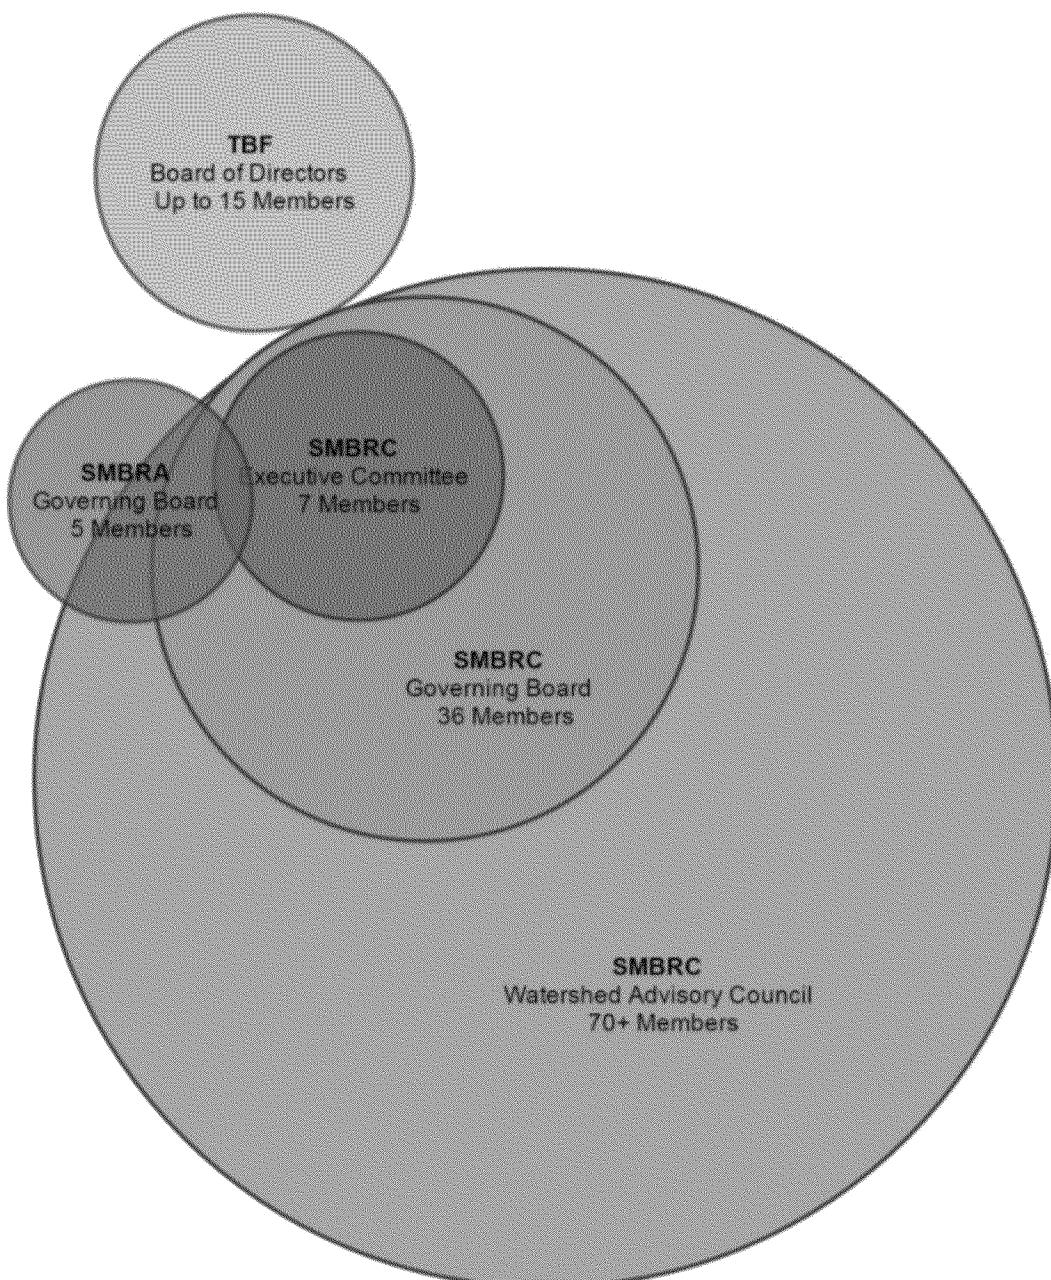 TBF
Board of Directors
Up to 15 Members
SMBRC
Executive Committee
7 Members
SMBRA
Governing Board
5 Members
SMBRC
Governing Board
36 Members
SMBRC
Watershed Advisory Council
70+ Members